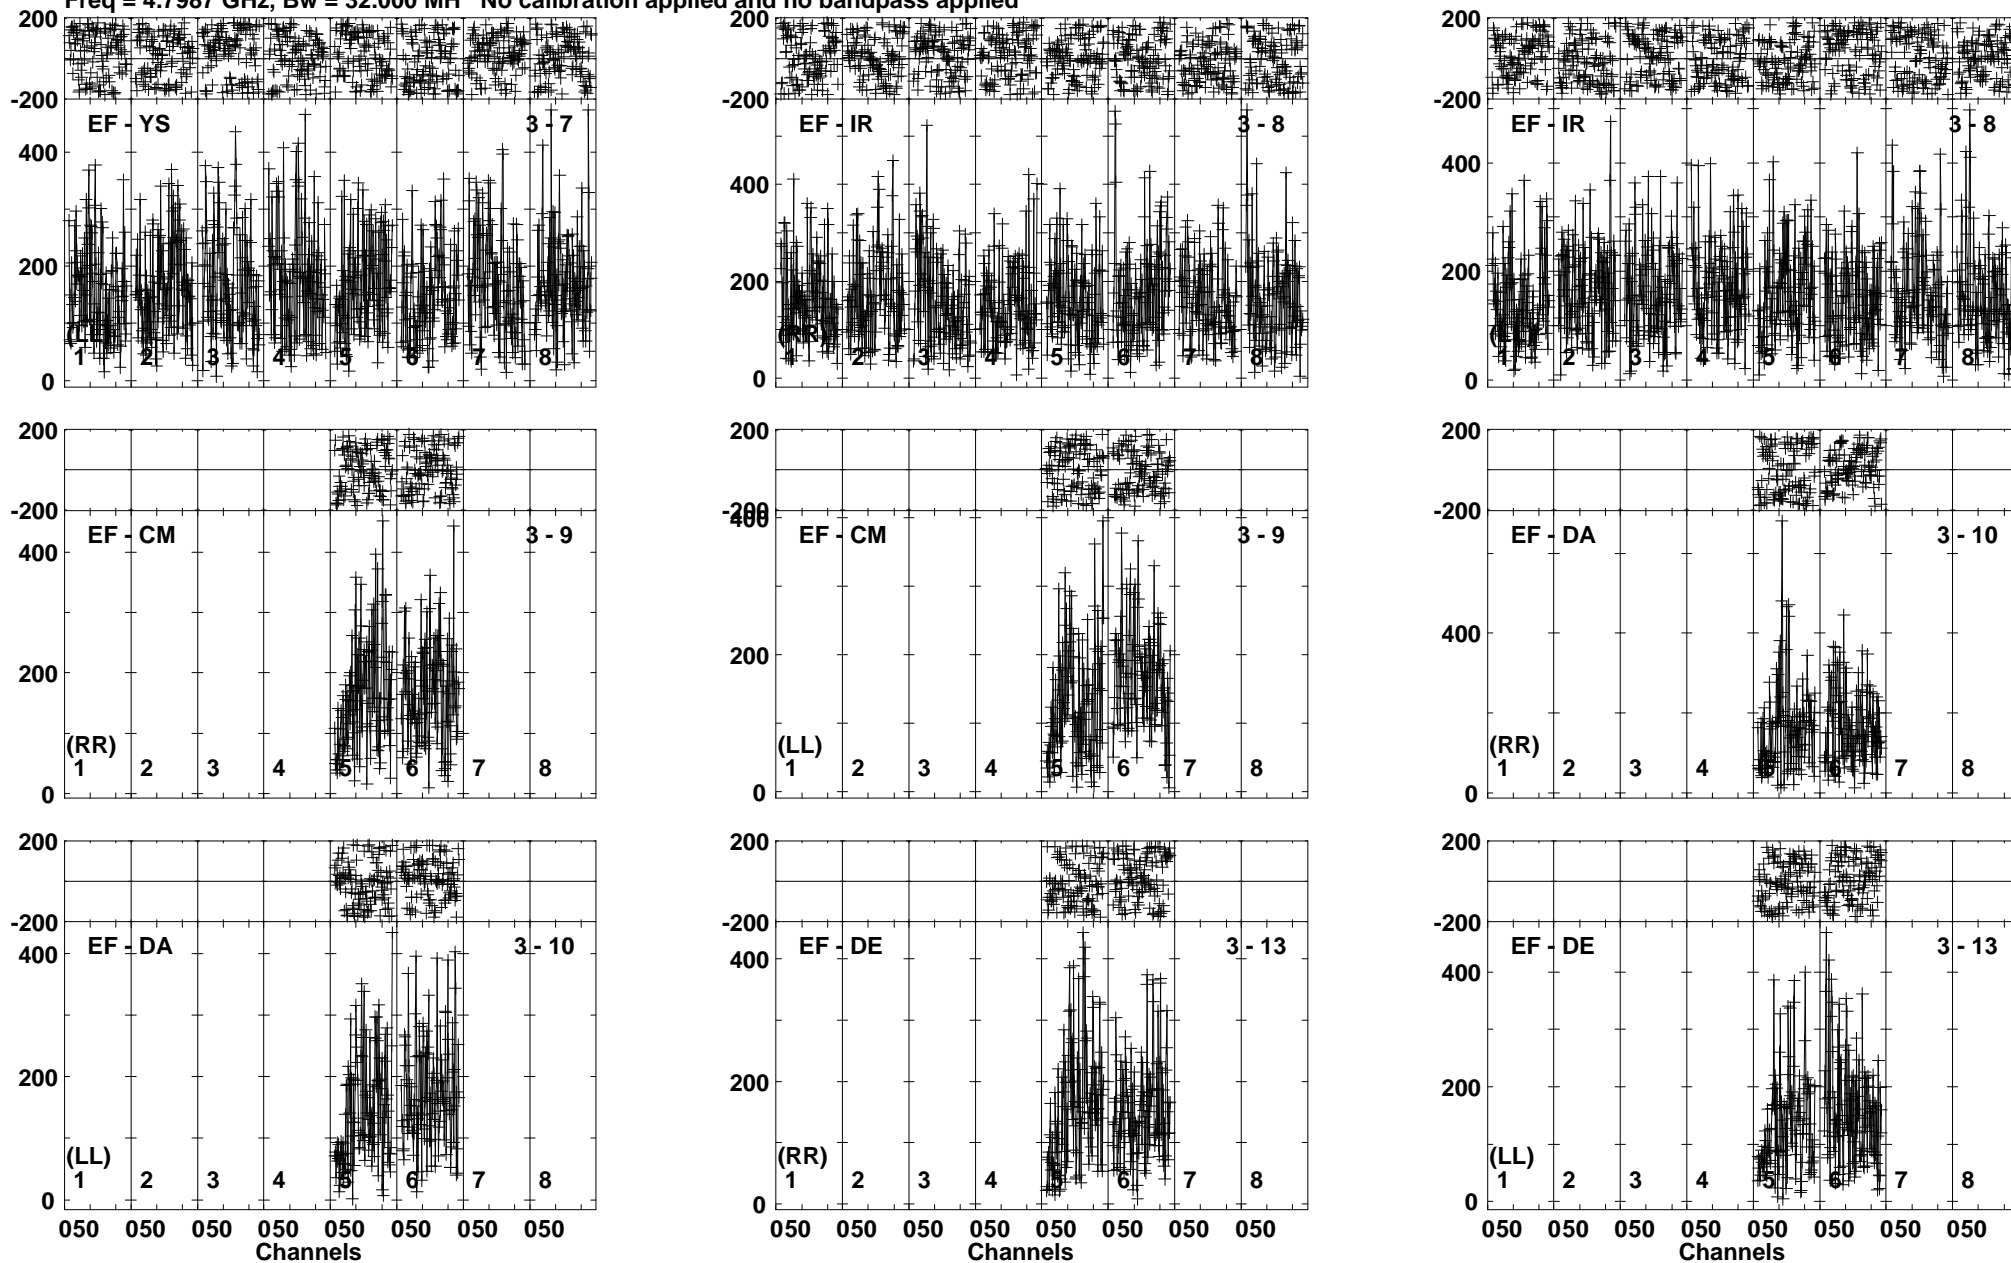 Freq = 4.7987 GHz, Bw = 32.000 MH No calibration applied and no bandpass applied
200 200 200
-200 -200 -200
EF - YS 3 - 7 EF - IR 3 - 8 EF - IR 3 - 8
400 400 400
200 200 200
(LL) (RR)
1 2 3 4 5 6 7 8 1 2 3 4 5 6 7 8 1 2 3 4 5 6 7 8
0 0 0
200 200 200
-200 -200 -200
400
EF - CM 3 - 9 EF - CM 3 - 9 EF - DA 3 - 10
400 400
200 200
(RR) (LL) (RR)
1 2 3 4 5 6 7 8 1 2 3 4 5 6 7 8 1 2 3 4 5 6 7 8
0 0 0
200 200 200
-200 -200 -200
EF - DA 3 - 10 EF - DE 3 - 13 EF - DE 3 - 13
400 400 400
200 200 200
(LL) (RR) (LL)
1 2 3 4 5 6 7 8 1 2 3 4 5 6 7 8 1 2 3 4 5 6 7 8
0 0 0
050 050 050 050 050 050 050 050 050 050 050 050 050 050 050 050 050 050 050 050 050 050 050 050
Channels Channels Channels